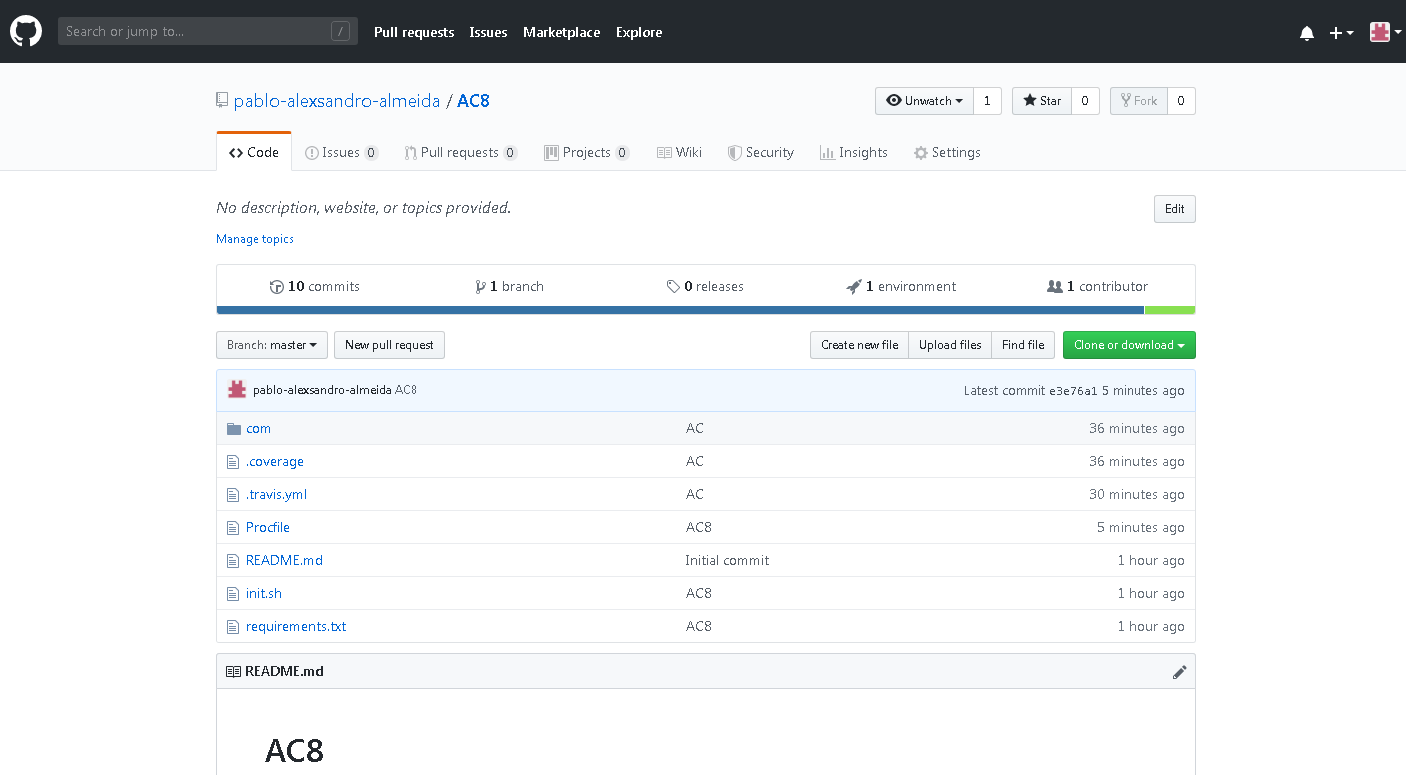 Search or jump to... /
Pull requests Issues Marketplace Explore
pablo-alexsandro-almeida / AC8
Unwatch 1 Star 0 Fork 0
Code Issues 0 Pull requests 0 Projects 0 Wiki Security Insights Settings
No description, website, or topics provided.
Edit
Manage topics
10 commits 1 branch 0 releases 1 environment 1 contributor
Branch: master New pull request Create new file Upload files Find file Clone or download
pablo-alexsandro-almeida AC8 Latest commit e3e76a1 5 minutes ago
com AC 36 minutes ago
.coverage AC 36 minutes ago
.travis.yml AC 30 minutes ago
Procfile AC8 5 minutes ago
README.md Initial commit 1 hour ago
init.sh AC8 1 hour ago
requirements.txt AC8 1 hour ago
README.md
AC8